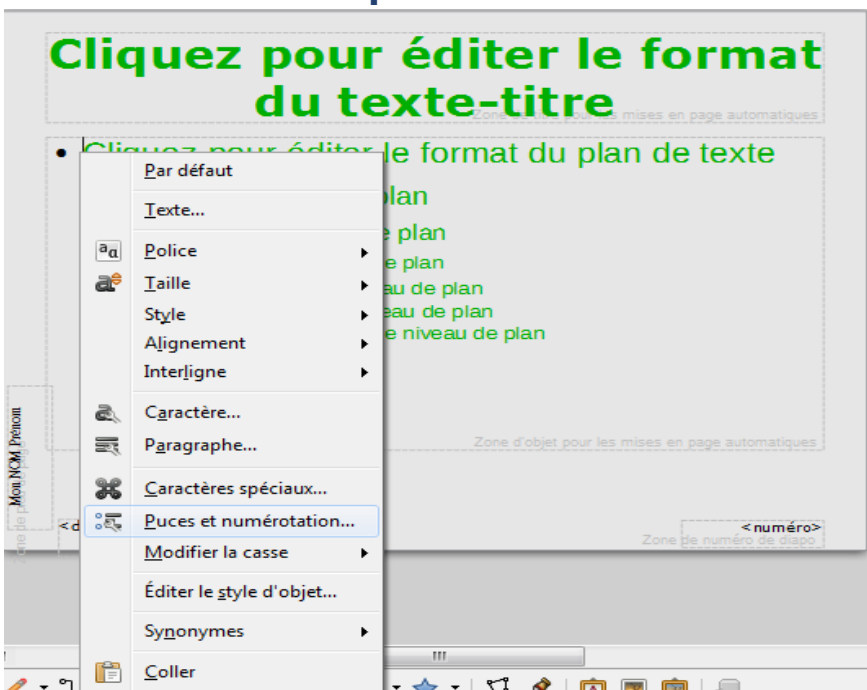 Cliquez pour éditer le format
du texte-titre
Zone de titre pour les mises en page automatiques
• Cliquez pour éditer le format du plan de texte
plan
e plan
e plan
au de plan
eau de plan
e niveau de plan
Par défaut
Texte...
Police
Taille
Style
Alignement
Interligne
Caractère...
Paragraphe...
Caractères spéciaux...
Puces et numérotation...
Modifier la casse
Éditer le style d'objet...
Synonymes
Coller
Zone d'objet pour les mises en page automatiques
Mon NOM Prénom
<d
<numéro>
Zone de numéro de diapo